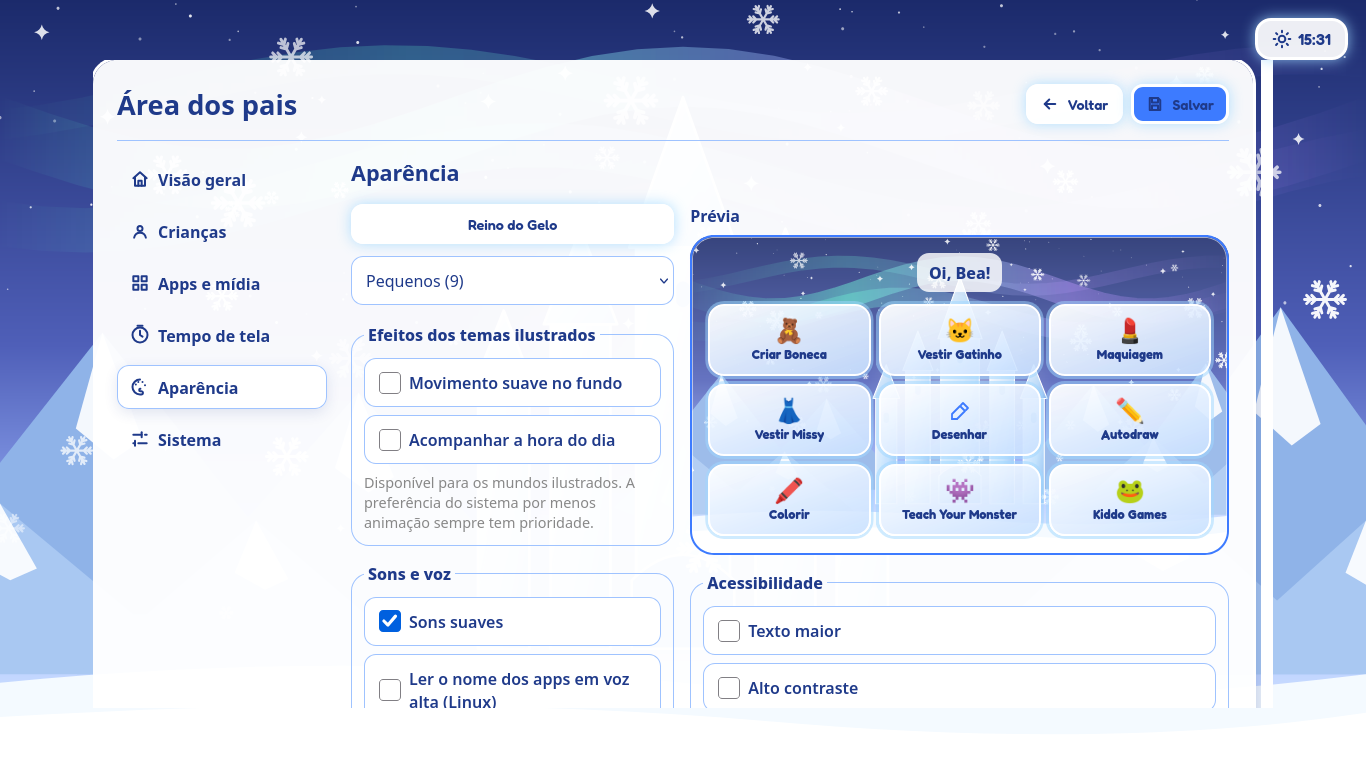 15:31
Área dos pais
Voltar
Salvar
Visão geral
Crianças
Apps e mídia
Tempo de tela
Aparência
Sistema
Aparência
Reino do Gelo
Pequenos (9)
Efeitos dos temas ilustrados
Movimento suave no fundo
Acompanhar a hora do dia
Disponível para os mundos ilustrados. A
preferência do sistema por menos
animação sempre tem prioridade.
Sons e voz
Sons suaves
Ler o nome dos apps em voz
alta (Linux)
Prévia
Oi, Bea!
Criar Boneca
Vestir Gatinho
Maquiagem
Vestir Missy
Desenhar
Autodraw
Colorir
Teach Your Monster
Kiddo Games
Acessibilidade
Texto maior
Alto contraste